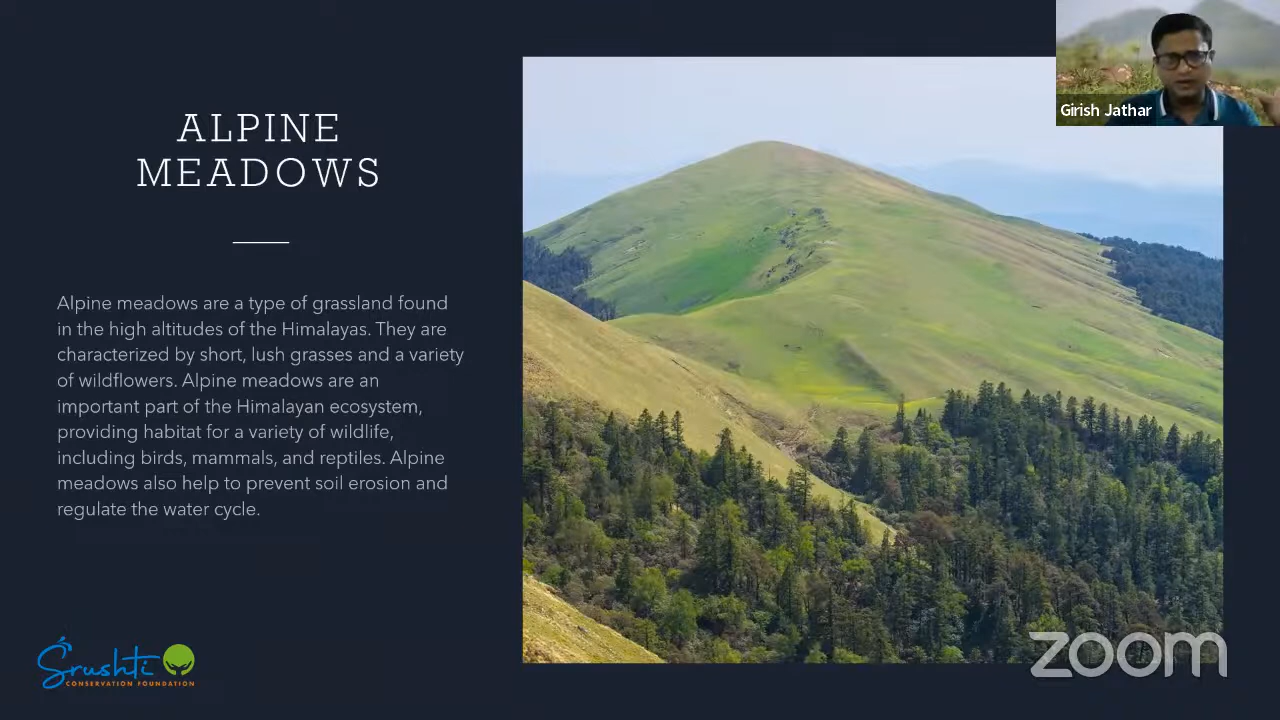 ALPINE
MEADOWS
Alpine meadows are a type of grassland found
in the high altitudes of the Himalayas. They are
characterized by short, lush grasses and a variety
of wildflowers. Alpine meadows are an
important part of the Himalayan ecosystem,
providing habitat for a variety of wildlife,
including birds, mammals, and reptiles. Alpine
meadows also help to prevent soil erosion and
regulate the water cycle.
Girish Jathar
Srushti
CONSERVATION FOUNDATION
zoom